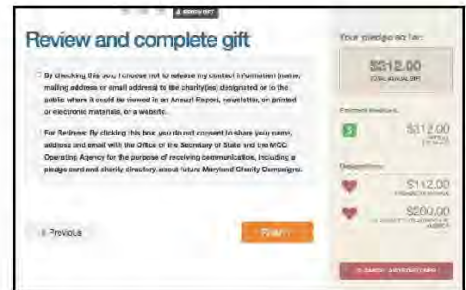 Review and complete gift
By checking this box, I choose not to release my contact information (name,
mailing address or email address) to the charity(ies) designated or to the
public where it could be viewed in an Annual Report, newsletter, on printed
or electronic materials, or a website.
For Retirees: By clicking this box you do not consent to share your name,
address and email with the Office of the Secretary of State and the MCC
Operating Agency for the purpose of receiving communication, including a
pledge card and charity directory about future Maryland Charity Campaigns.
Previous
Finish
Your pledge so far:
$312.00
TOTAL ANNUAL GIFT
$312.00
Designations
$112.00
$200.00